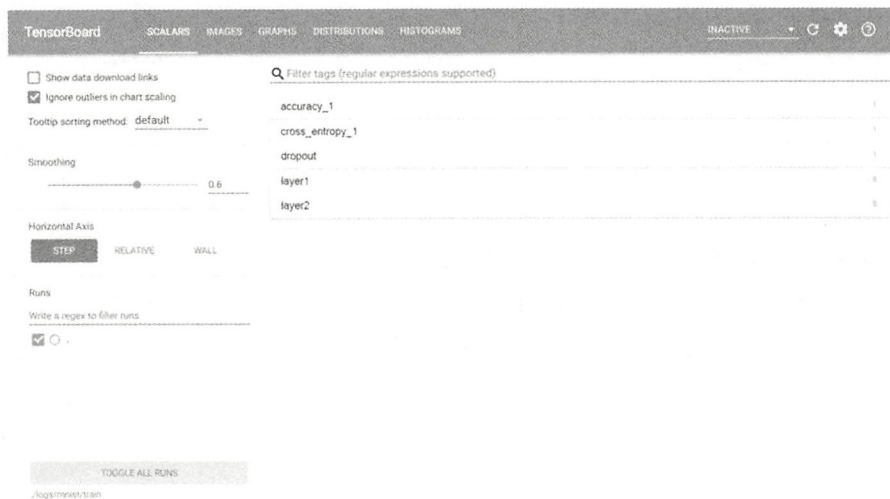 TensorBoard SCALARS IMAGES GRAPHS DISTRIBUTIONS HISTOGRAMS INACTIVE
Show data download links
Ignore outliers in chart scaling
Tooltip sorting method: default
Smoothing
0.6
Horizontal Axis
STEP RELATIVE WALL
Runs
Write a regex to filter runs
.
TOGGLE ALL RUNS
./logs/mnist/train
Filter tags (regular expressions supported)
accuracy_1
cross_entropy_1
dropout
layer1
layer2